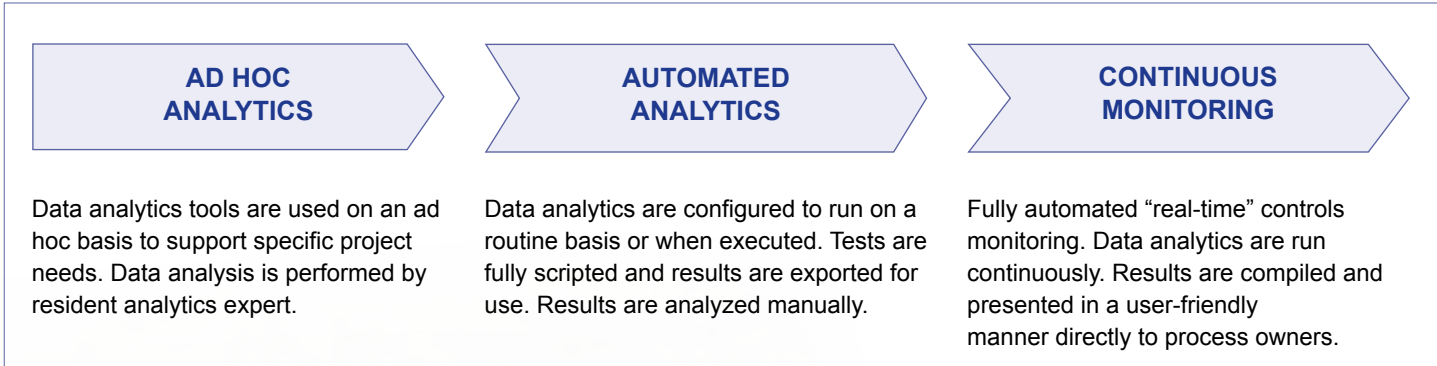 AD HOC
ANALYTICS
Data analytics tools are used on an ad
hoc basis to support specific project
needs. Data analysis is performed by
resident analytics expert.
AUTOMATED
ANALYTICS
Data analytics are configured to run on a
routine basis or when executed. Tests are
fully scripted and results are exported for
use. Results are analyzed manually.
CONTINUOUS
MONITORING
Fully automated “real-time” controls
monitoring. Data analytics are run
continuously. Results are compiled and
presented in a user-friendly
manner directly to process owners.